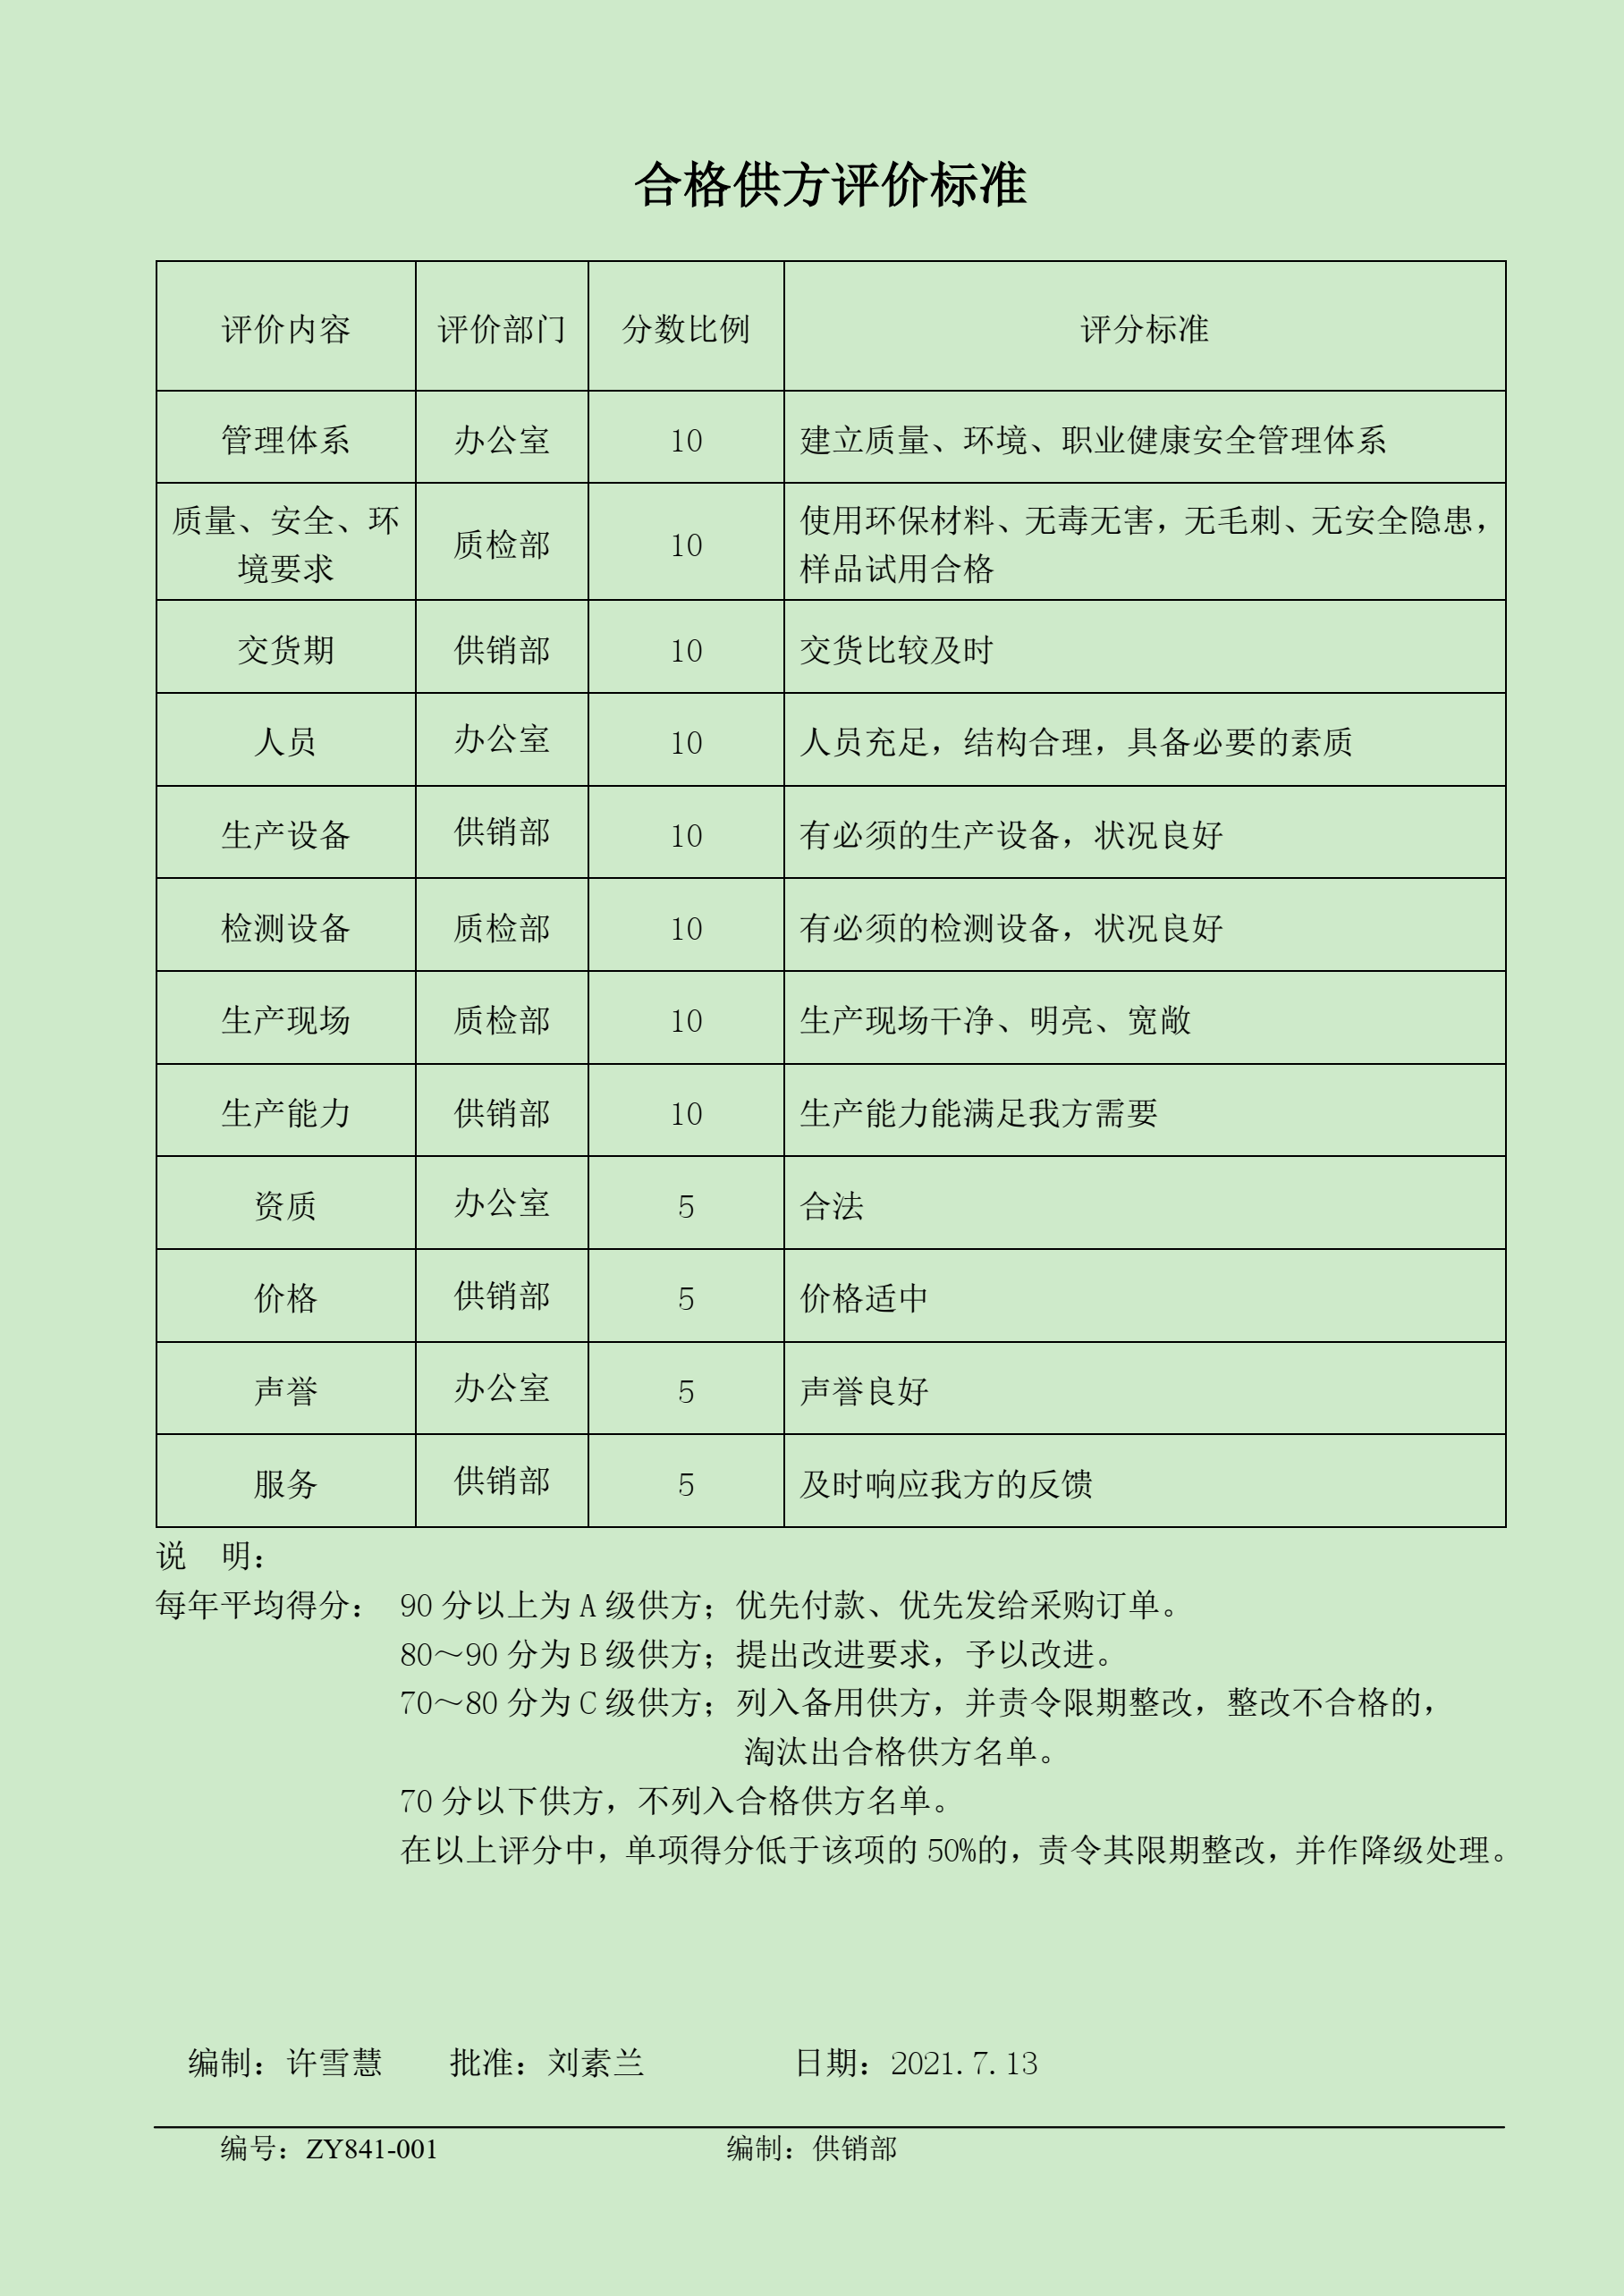 合格供方评价标准
评价内容 评价部门 分数比例 评分标准
管理体系 办公室 10 建立质量、环境、职业健康安全管理体系
质量、安全、环
境要求 质检部 10 使用环保材料、无毒无害，无毛刺、无安全隐患，
样品试用合格
交货期 供销部 10 交货比较及时
人员 办公室 10 人员充足，结构合理，具备必要的素质
生产设备 供销部 10 有必须的生产设备，状况良好
检测设备 质检部 10 有必须的检测设备，状况良好
生产现场 质检部 10 生产现场干净、明亮、宽敞
生产能力 供销部 10 生产能力能满足我方需要
资质 办公室 5 合法
价格 供销部 5 价格适中
声誉 办公室 5 声誉良好
服务 供销部 5 及时响应我方的反馈
说　明：
每年平均得分： 90 分以上为 A 级供方；优先付款、优先发给采购订单。
80～90 分为 B 级供方；提出改进要求，予以改进。
70～80 分为 C 级供方；列入备用供方，并责令限期整改，整改不合格的，
淘汰出合格供方名单。
70 分以下供方，不列入合格供方名单。
在以上评分中，单项得分低于该项的 50%的，责令其限期整改，并作降级处理。
编制：许雪慧 批准：刘素兰 日期：2021.7.13
编号：ZY841-001 编制：供销部